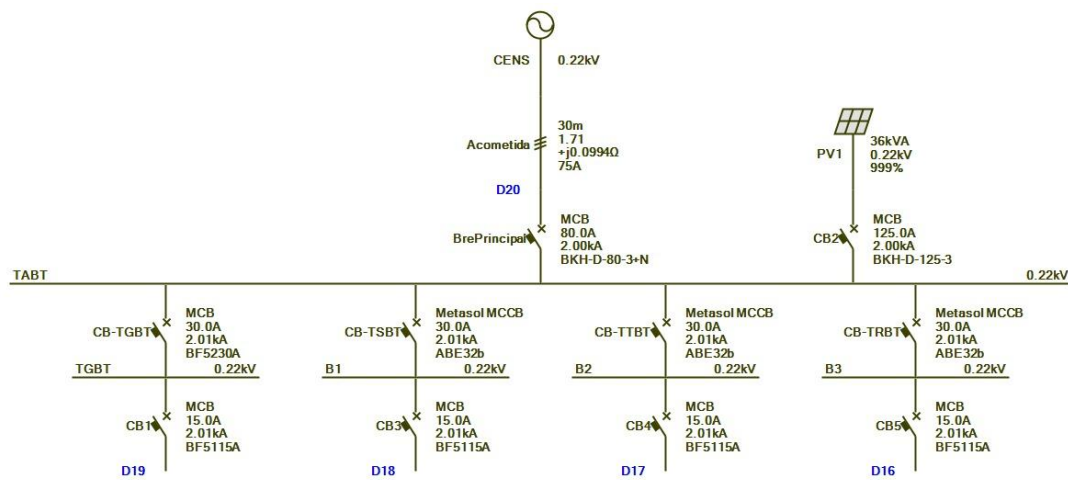 CENS 0.22kV
30m
1.71
Acometida +j0.0994Ω
75A
D20
36kVA
PV1 0.22kV
999%
MCB
BrePrincipal 80.0A
2.00kA
BKH-D-80-3+N
MCB
CB2 125.0A
2.00kA
BKH-D-125-3
TABT 0.22kV
MCB
CB-TGBT 30.0A
2.01kA
BF5230A
Metasol MCCB
CB-TSBT 30.0A
2.01kA
ABE32b
Metasol MCCB
CB-TTBT 30.0A
2.01kA
ABE32b
Metasol MCCB
CB-TRBT 30.0A
2.01kA
ABE32b
TGBT 0.22kV
B1 0.22kV
B2 0.22kV
B3 0.22kV
MCB
CB1 15.0A
2.01kA
BF5115A
MCB
CB3 15.0A
2.01kA
BF5115A
MCB
CB4 15.0A
2.01kA
BF5115A
MCB
CB5 15.0A
2.01kA
BF5115A
D19
D18
D17
D16